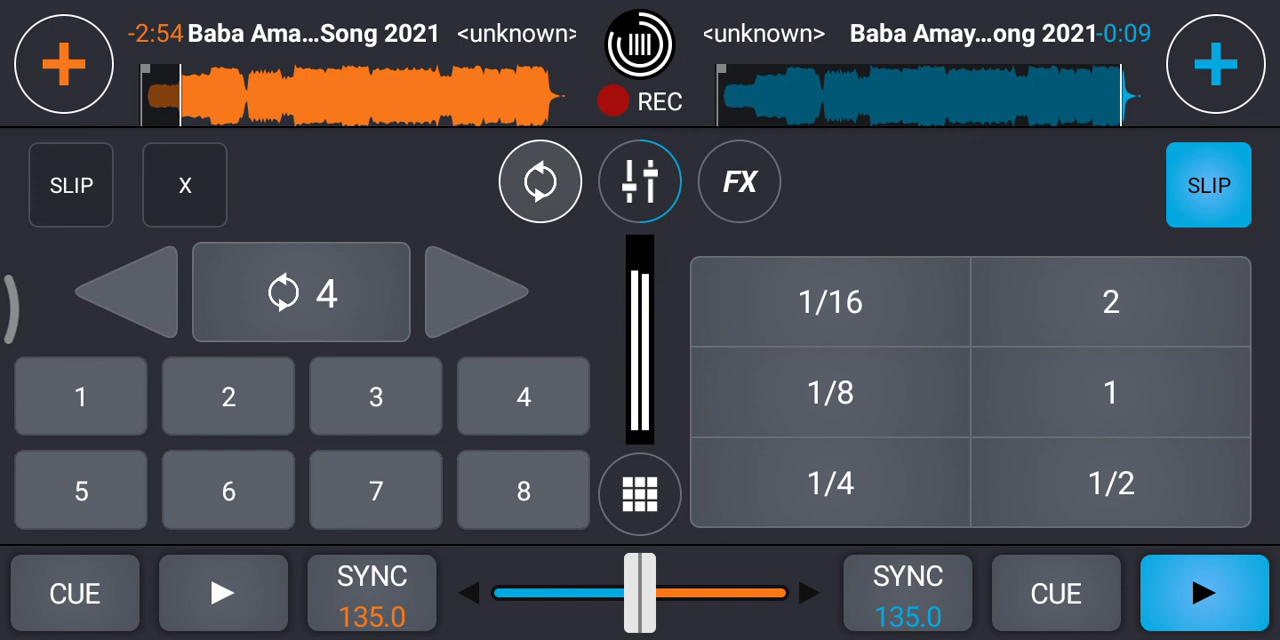 -2:54 Baba Ama...Song 2021 <unknown>
<unknown> Baba Amay...ong 2021 -0:09
REC
SLIP X FX SLIP
4
1 2 3 4
5 6 7 8
1/16 2
1/8 1
1/4 1/2
CUE SYNC 135.0
SYNC 135.0 CUE